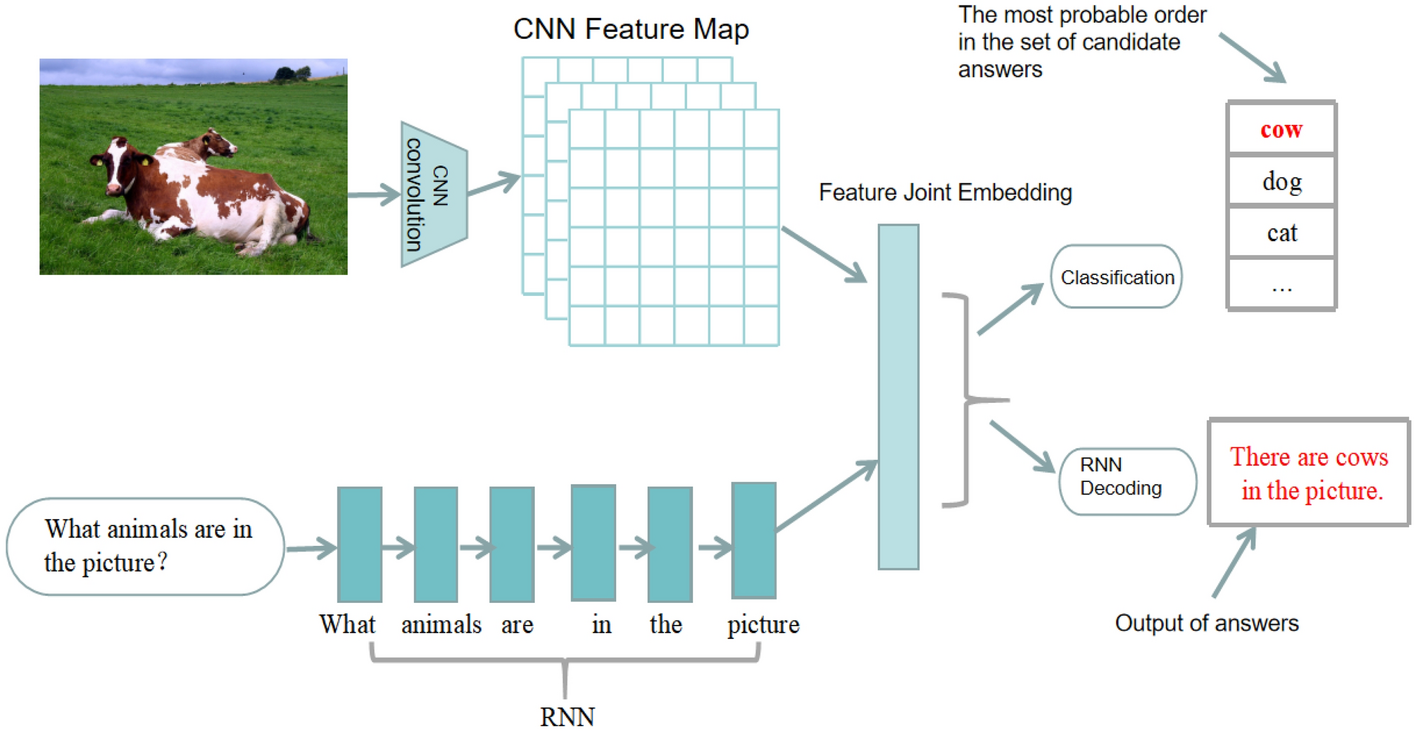 CNN Feature Map
The most probable order
in the set of candidate
answers
CNN
convolution
Feature Joint Embedding
cow
dog
cat
...
Classification
RNN
Decoding
There are cows
in the picture.
What animals are in
the picture?
What animals are in the picture
RNN
Output of answers